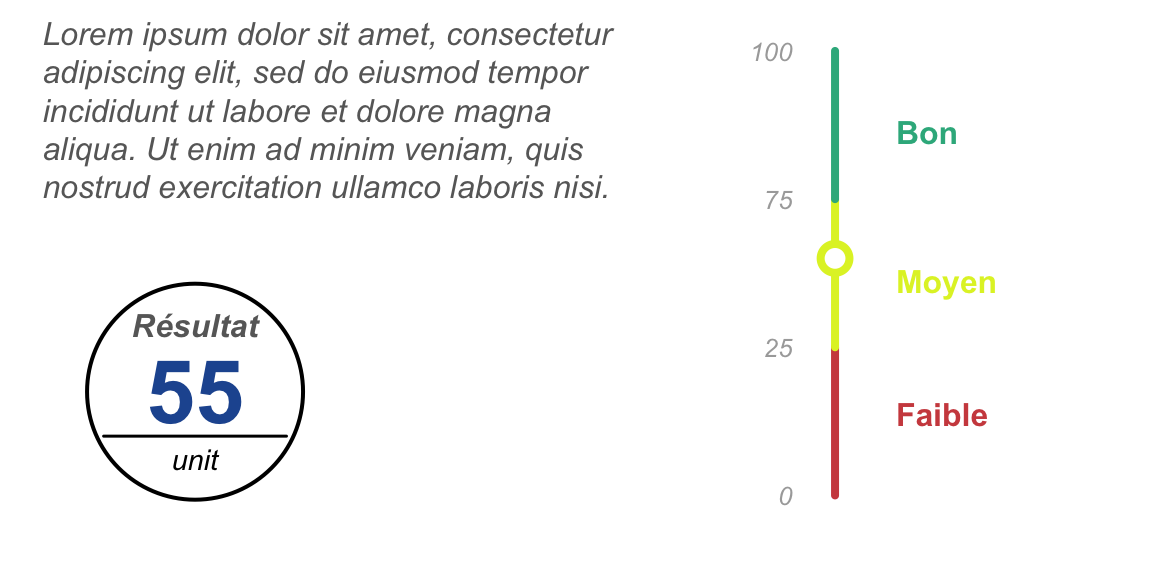 Lorem ipsum dolor sit amet, consectetur
adipiscing elit, sed do eiusmod tempor
incididunt ut labore et dolore magna
aliqua. Ut enim ad minim veniam, quis
nostrud exercitation ullamco laboris nisi.
Résultat
55
unit
100
Bon
75
Moyen
25
Faible
0